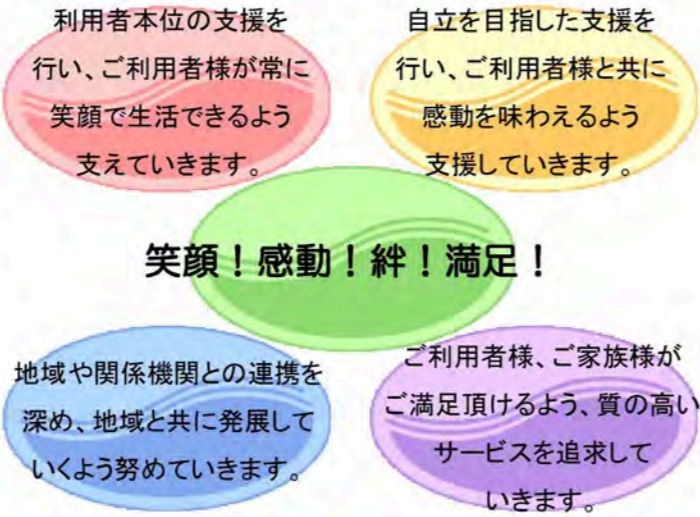 利用者本位の支援を
行い、ご利用者様が常に
笑顔で生活できるよう
支えていきます。
自立を目指した支援を
行い、ご利用者様と共に
感動を味わえるよう
支援していきます。
笑顔！感動！絆！満足！
地域や関係機関との連携を
深め、地域と共に発展して
いくよう努めていきます。
ご利用者様、ご家族様が
ご満足頂けるよう、質の高い
サービスを追求して
いきます。